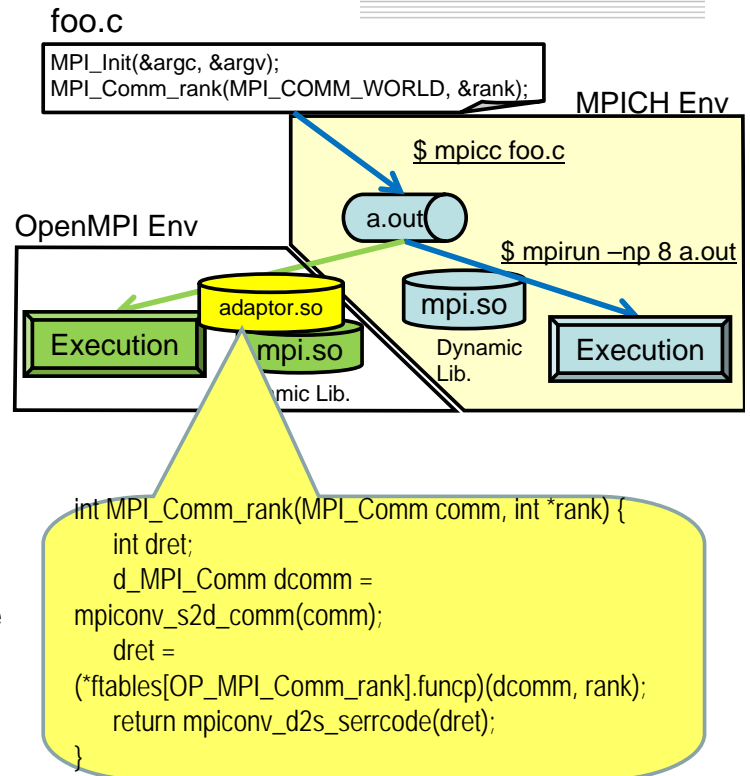 foo.c
MPI_Init(&argc, &argv);
MPI_Comm_rank(MPI_COMM_WORLD, &rank);
MPICH Env
$ mpicc foo.c
a.out
OpenMPI Env
$ mpirun –np 8 a.out
adaptor.so
mpi.so
Execution
mpi.so
Dynamic
Lib.
Execution
mic Lib.
int MPI_Comm_rank(MPI_Comm comm, int *rank) {
int dret;
d_MPI_Comm dcomm =
mpiconv_s2d_comm(comm);
dret =
(*ftables[OP_MPI_Comm_rank].funcp)(dcomm, rank);
return mpiconv_d2s_serrcode(dret);
}